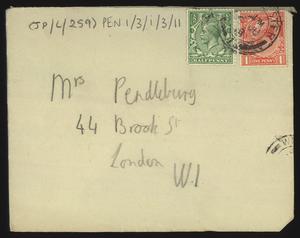 (JP/L/259) PEN 1/3/1/3/11
HALFPENNY
ONE PENNY
Mrs Pendlebury
44 Brook St
London
W.1